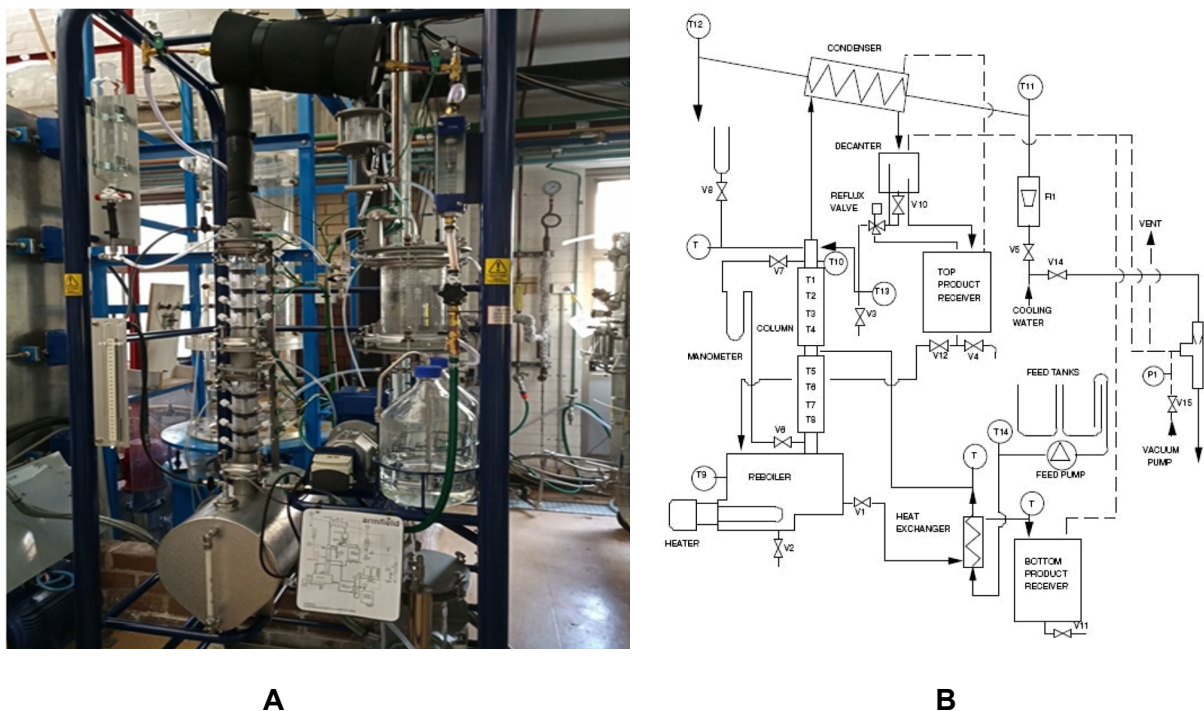 armfield
T12
CONDENSER
T11
DECANTER
V8
REFLUX
VALVE
V10
FI1
VENT
V5
V14
T
V7
T10
T1
T2
T3
T4
T13
TOP
PRODUCT
RECEIVER
COOLING
WATER
V3
COLUMN
MANOMETER
V12
V4
T5
T6
T7
T8
P1
FEED TANKS
V15
V6
T14
VACUUM
PUMP
T
FEED PUMP
T9
REBOILER
V1
HEAT
EXCHANGER
T
HEATER
V2
BOTTOM
PRODUCT
RECEIVER
V11
A
B